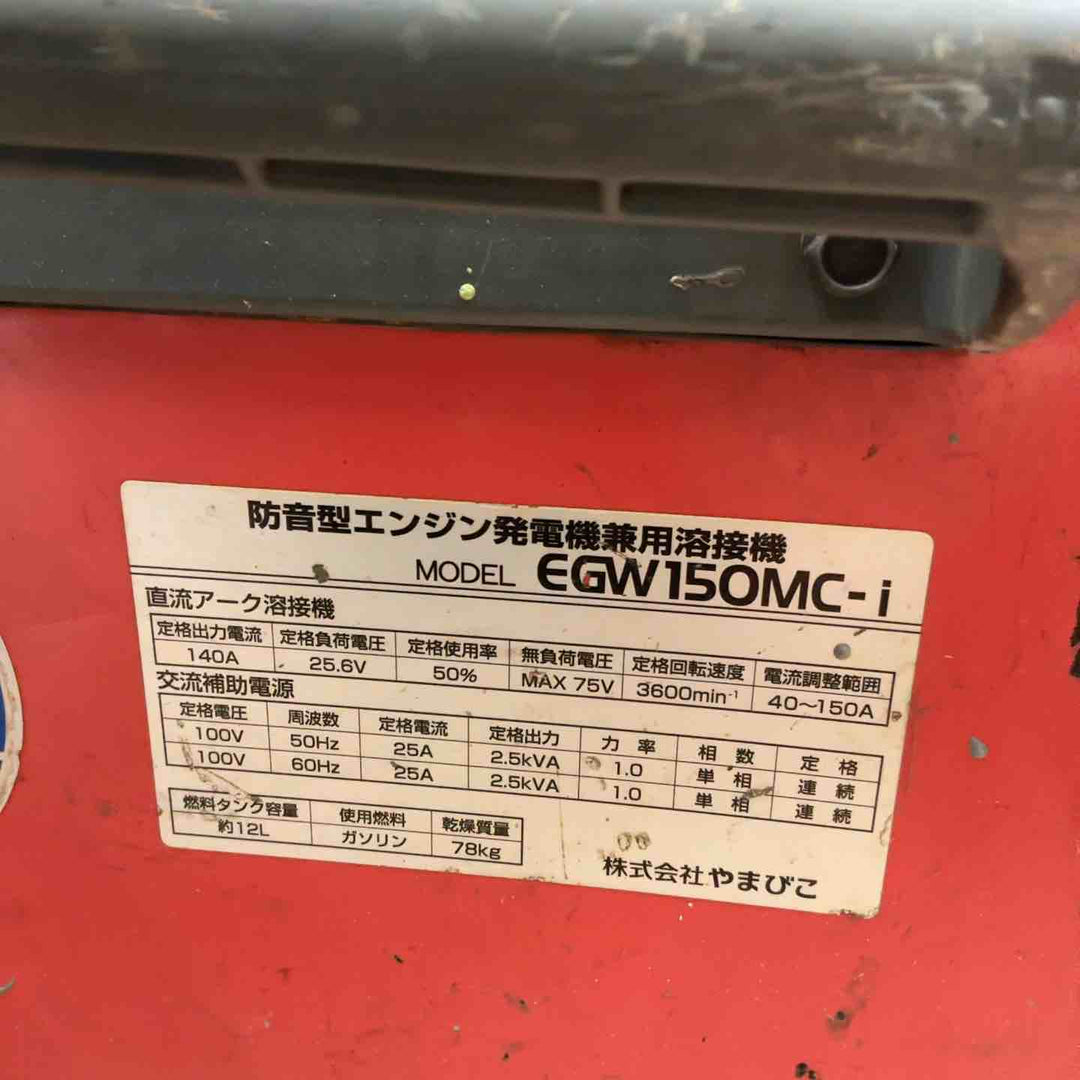 防音型エンジン発電機兼用溶接機
MODEL EGW150MC-i
直流アーク溶接機
定格出力電流 定格負荷電圧 定格使用率 無負荷電圧 定格回転速度 電流調整範囲
140A 25.6V 50% MAX 75V 3600min⁻¹ 40～150A
交流補助電源
定格電圧 周波数 定格電流 定格出力 力率 相数 定格
100V 50Hz 25A 2.5kVA 1.0 単相 連続
100V 60Hz 25A 2.5kVA 1.0 単相 連続
燃料タンク容量 使用燃料 乾燥質量
約12L ガソリン 78kg
株式会社やまびこ